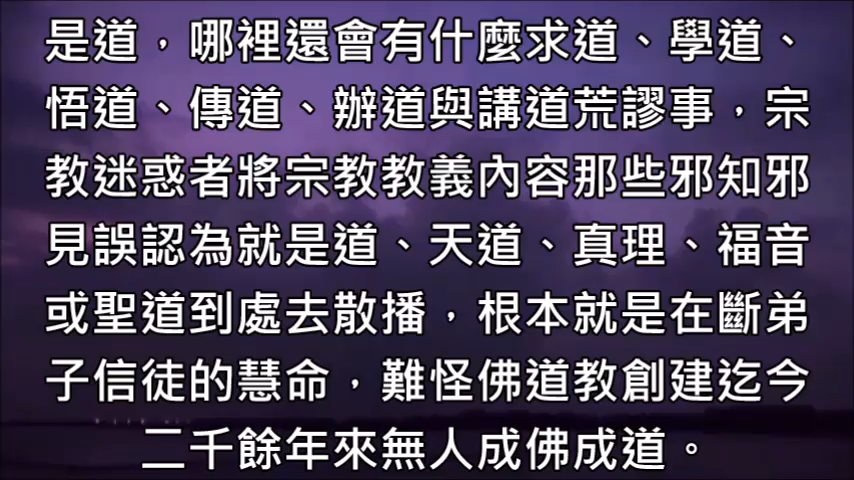 是道，哪裡還會有什麼求道、學道、
悟道、傳道、辦道與講道荒謬事，宗
教迷惑者將宗教教義內容那些邪知邪
見誤認為就是道、天道、真理、福音
或聖道到處去散播，根本就是在斷弟
子信徒的慧命，難怪佛道教創建迄今
二千餘年來無人成佛成道。